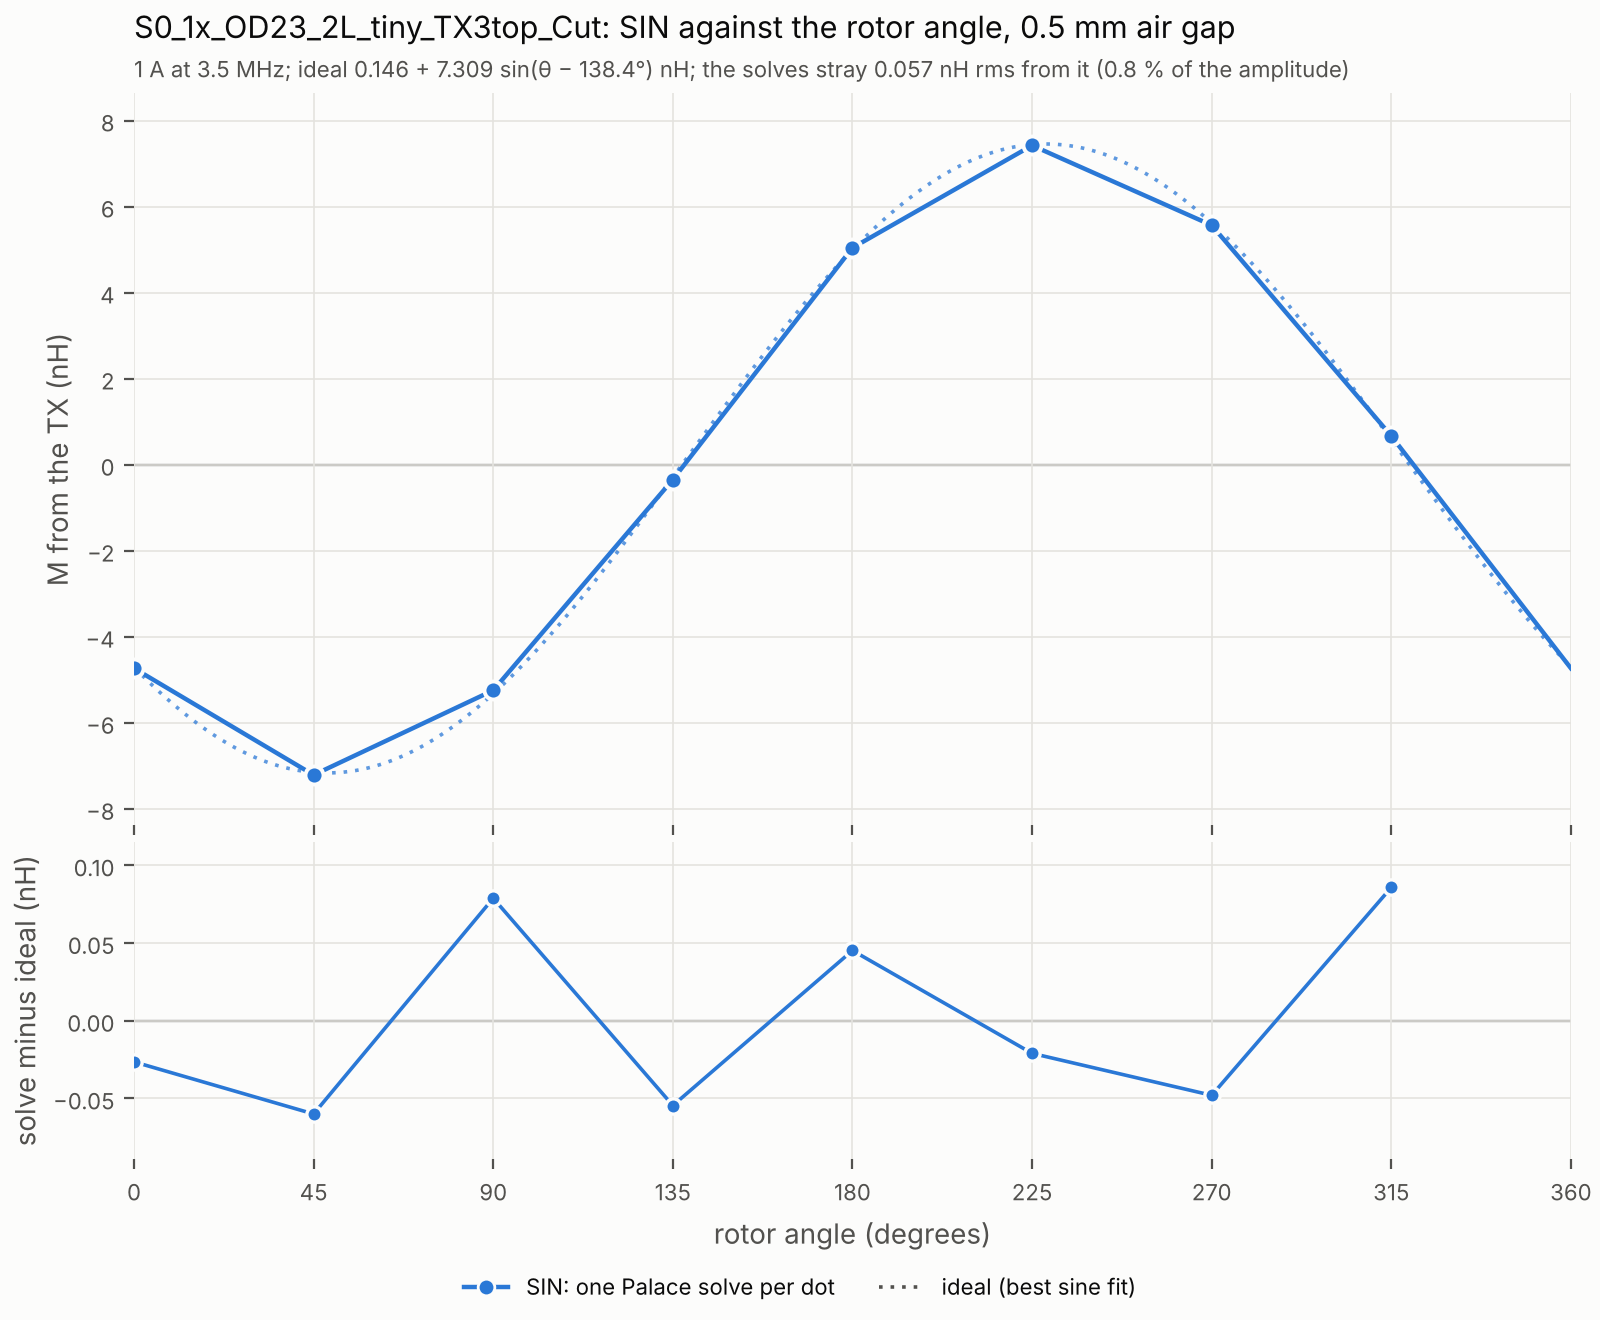 S0_1x_OD23_2L_tiny_TX3top_Cut: SIN against the rotor angle, 0.5 mm air gap
1 A at 3.5 MHz; ideal 0.146 + 7.309 sin(θ − 138.4°) nH; the solves stray 0.057 nH rms from it (0.8 % of the amplitude)
M from the TX (nH)
8
6
4
2
0
−2
−4
−6
−8
solve minus ideal (nH)
0.10
0.05
0.00
−0.05
0 45 90 135 180 225 270 315 360
rotor angle (degrees)
SIN: one Palace solve per dot ideal (best sine fit)